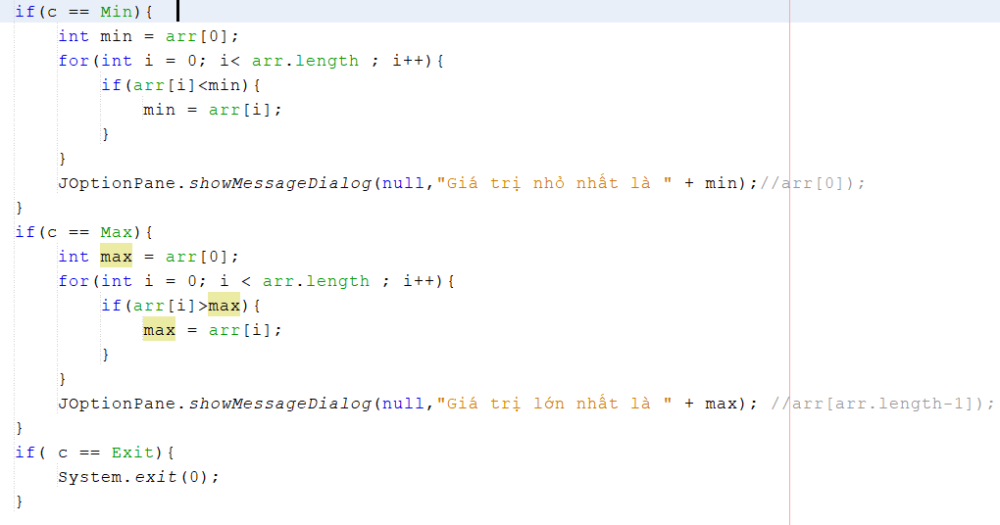 if(c == Min){
    int min = arr[0];
    for(int i = 0; i< arr.length ; i++){
        if(arr[i]<min){
            min = arr[i];
        }
    }
    JOptionPane.showMessageDialog(null,"Giá trị nhỏ nhất là " + min);//arr[0]);
}
if(c == Max){
    int max = arr[0];
    for(int i = 0; i < arr.length ; i++){
        if(arr[i]>max){
            max = arr[i];
        }
    }
    JOptionPane.showMessageDialog(null,"Giá trị lớn nhất là " + max); //arr[arr.length-1]);
}
if( c == Exit){
    System.exit(0);
}